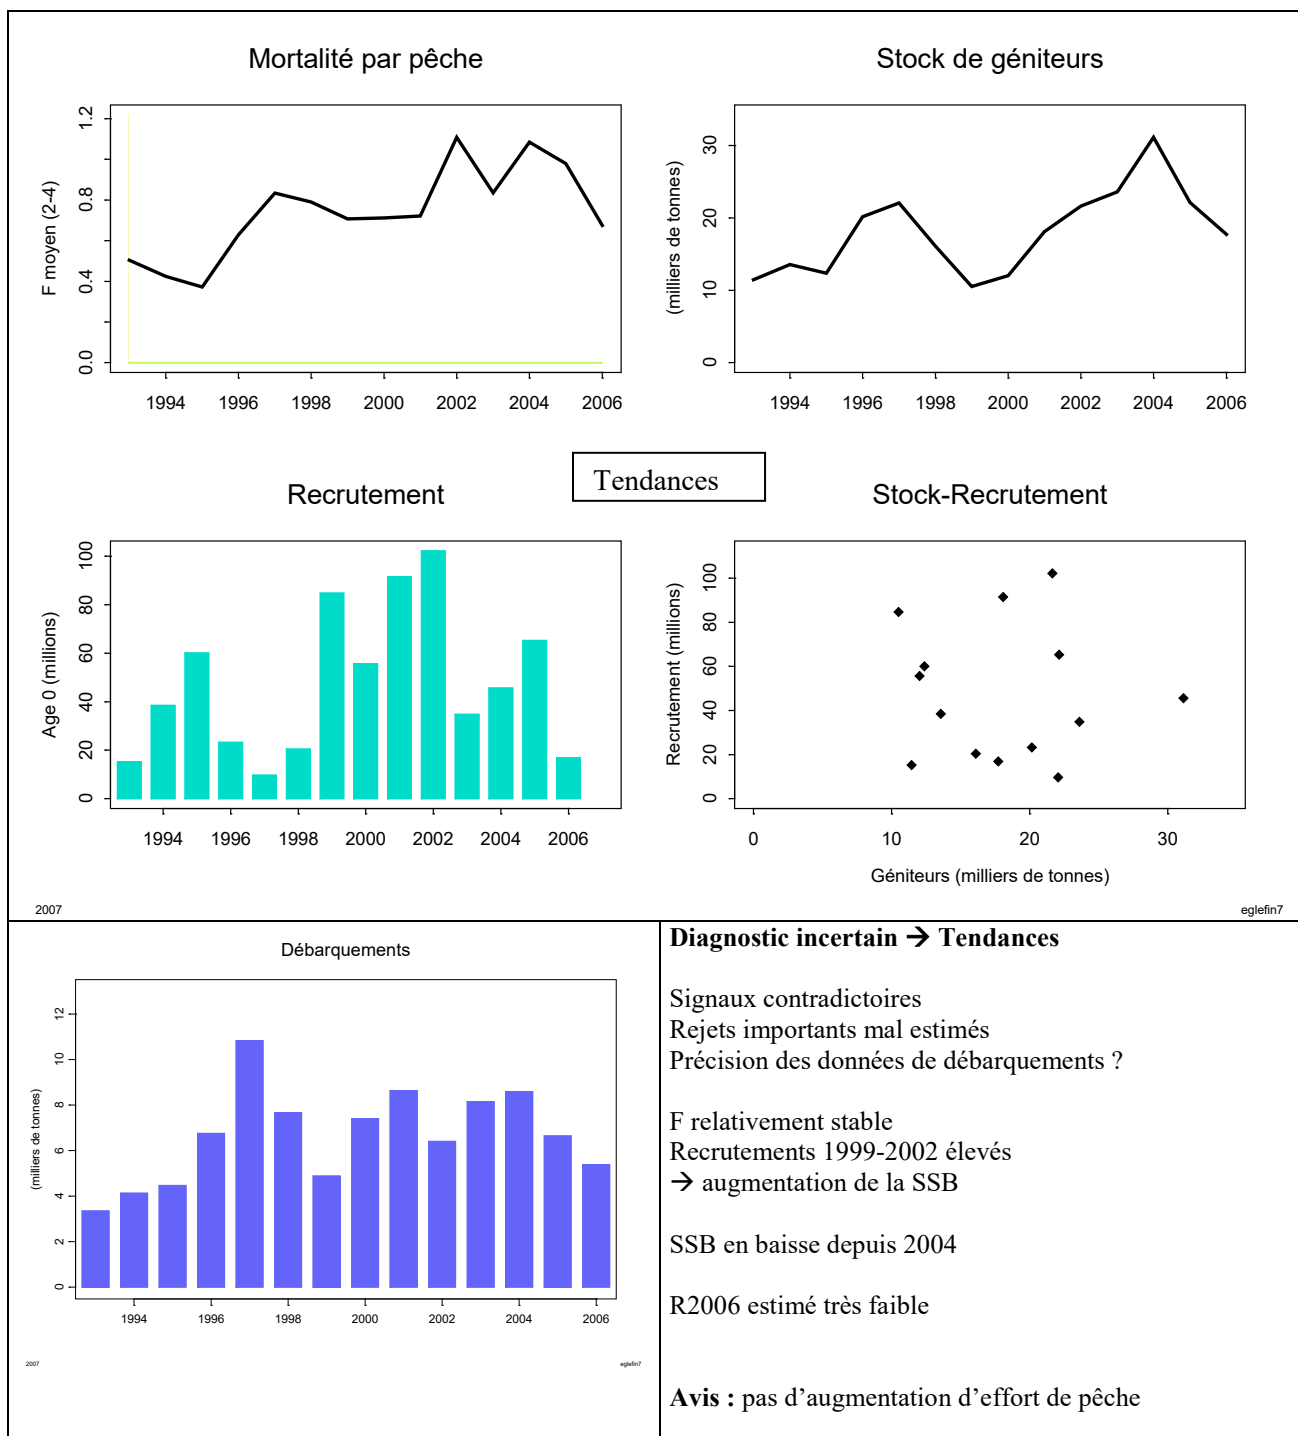 Mortalité par pêche
F moyen (2-4)
1.2
0.8
0.4
0.0
1994 1996 1998 2000 2002 2004 2006
Stock de géniteurs
(milliers de tonnes)
30
20
10
0
1994 1996 1998 2000 2002 2004 2006
Tendances
Recrutement
Age 0 (millions)
100
80
60
40
20
0
1994 1996 1998 2000 2002 2004 2006
Stock-Recrutement
Recrutement (millions)
100
80
60
40
20
0
0 10 20 30
Géniteurs (milliers de tonnes)
2007
eglefin7
Débarquements
(milliers de tonnes)
12
10
8
6
4
2
0
1994 1996 1998 2000 2002 2004 2006
2007
eglefin7
Diagnostic incertain → Tendances
Signaux contradictoires
Rejets importants mal estimés
Précision des données de débarquements ?
F relativement stable
Recrutements 1999-2002 élevés
→ augmentation de la SSB
SSB en baisse depuis 2004
R2006 estimé très faible
Avis : pas d'augmentation d'effort de pêche